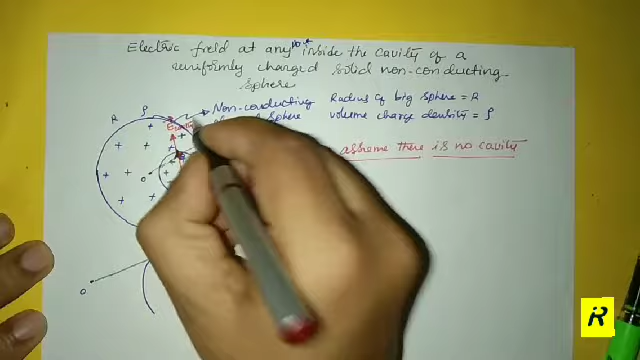 Electric field at any point inside the cavity of a
uniformly charged solid non-conducting
sphere
R ρ Non-conducting Radius of big sphere = R
sphere volume charge density = ρ
assume there is no cavity
O
O
R